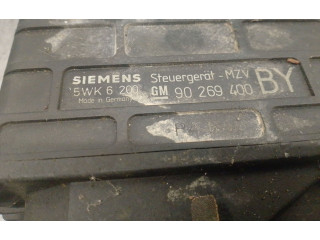 SIEMENS Steuergerät - MZV BY
5WK 6 200 GM 90 269 400
Made in Germany